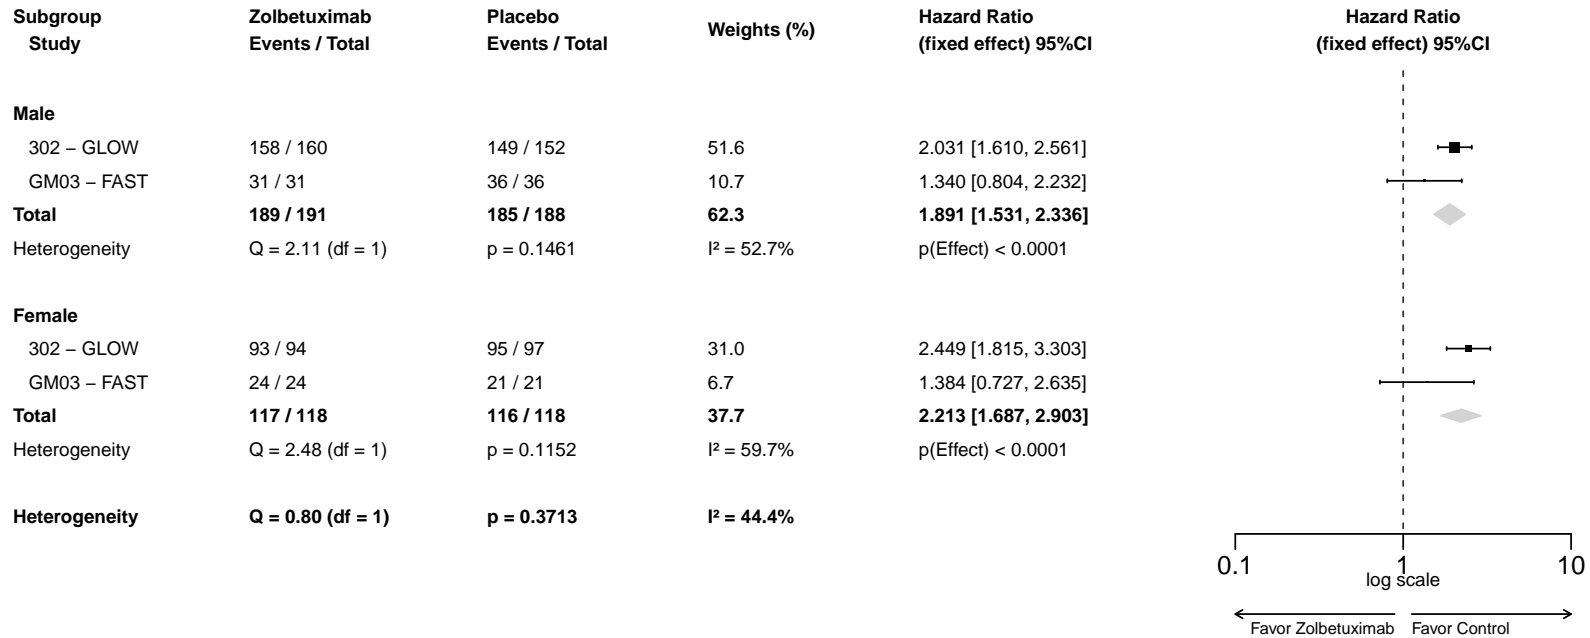 Subgroup Zolbetuximab Placebo Weights (%) Hazard Ratio Hazard Ratio
Study Events / Total Events / Total (fixed effect) 95%CI (fixed effect) 95%CI
Male
302 − GLOW 158 / 160 149 / 152 51.6 2.031 [1.610, 2.561]
GM03 − FAST 31 / 31 36 / 36 10.7 1.340 [0.804, 2.232]
Total 189 / 191 185 / 188 62.3 1.891 [1.531, 2.336]
Heterogeneity Q = 2.11 (df = 1) p = 0.1461 I² = 52.7% p(Effect) < 0.0001
Female
302 − GLOW 93 / 94 95 / 97 31.0 2.449 [1.815, 3.303]
GM03 − FAST 24 / 24 21 / 21 6.7 1.384 [0.727, 2.635]
Total 117 / 118 116 / 118 37.7 2.213 [1.687, 2.903]
Heterogeneity Q = 2.48 (df = 1) p = 0.1152 I² = 59.7% p(Effect) < 0.0001
Heterogeneity Q = 0.80 (df = 1) p = 0.3713 I² = 44.4%
0.1 1 10
log scale
Favor Zolbetuximab Favor Control